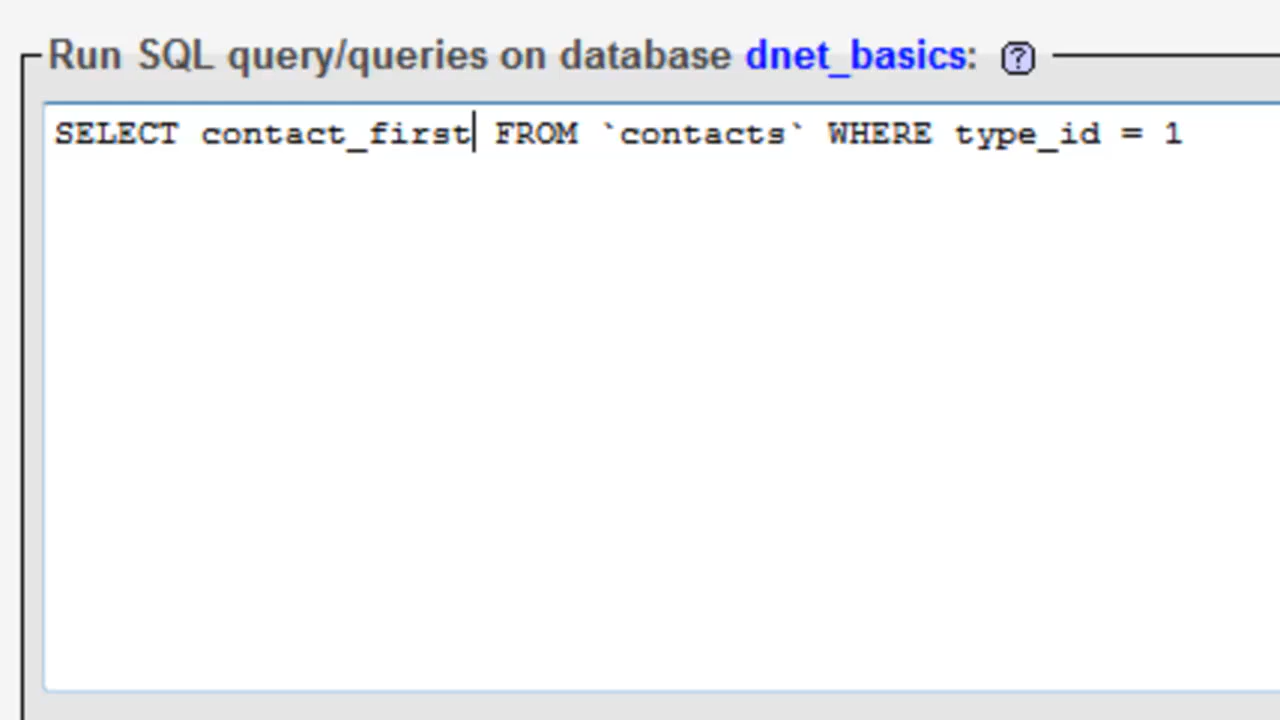 Run SQL query/queries on database dnet_basics: ?
SELECT contact_first FROM `contacts` WHERE type_id = 1